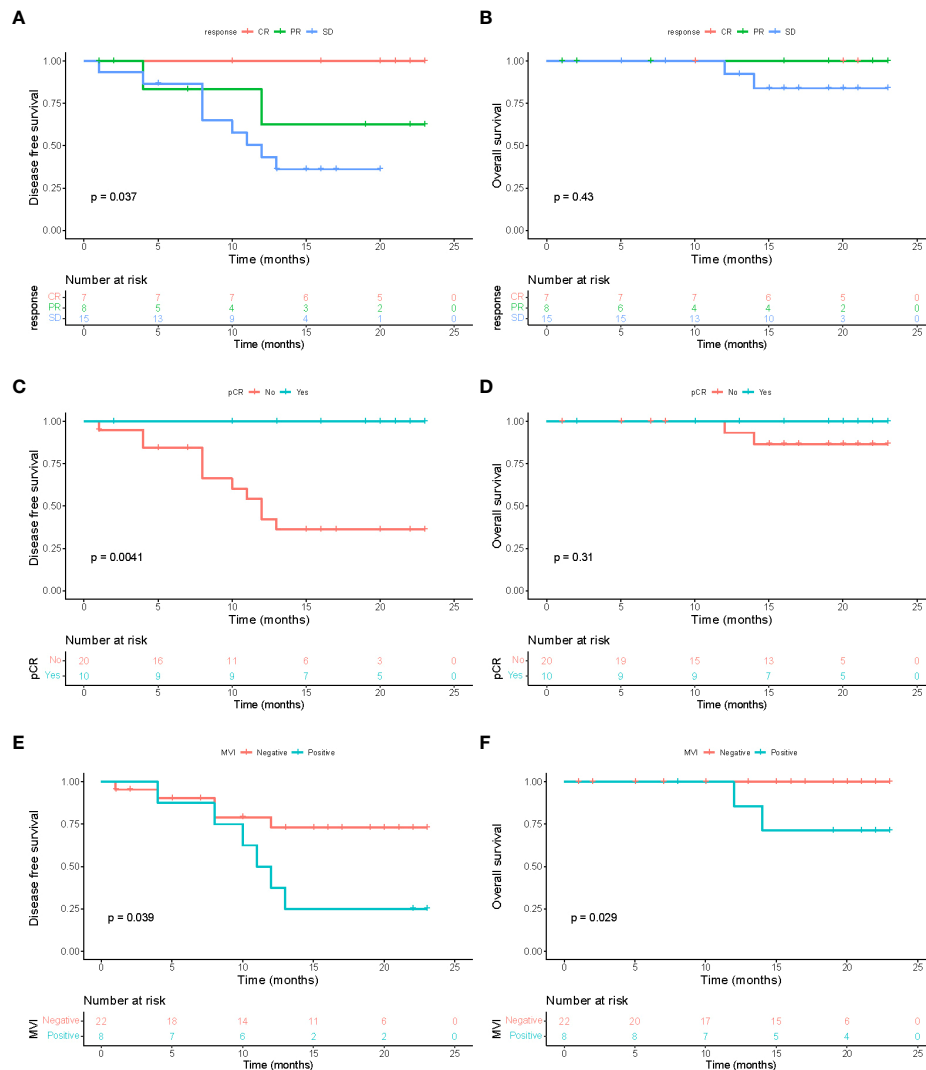 A
response CR PR SD
Disease free survival
1.00
0.75
0.50
0.25
0.00
p = 0.037
0 5 10 15 20 25
Time (months)
Number at risk
response
CR 7 7 7 6 5 0
PR 8 5 4 3 2 0
SD 15 13 9 4 1 0
0 5 10 15 20 25
Time (months)
B
response CR PR SD
Overall survival
1.00
0.75
0.50
0.25
0.00
p = 0.43
0 5 10 15 20 25
Time (months)
Number at risk
response
CR 7 7 7 6 5 0
PR 8 6 4 4 2 0
SD 15 15 13 10 3 0
0 5 10 15 20 25
Time (months)
C
pCR No Yes
Disease free survival
1.00
0.75
0.50
0.25
0.00
p = 0.0041
0 5 10 15 20 25
Time (months)
Number at risk
pCR
No 20 16 11 6 3 0
Yes 10 9 9 7 5 0
0 5 10 15 20 25
Time (months)
D
pCR No Yes
Overall survival
1.00
0.75
0.50
0.25
0.00
p = 0.31
0 5 10 15 20 25
Time (months)
Number at risk
pCR
No 20 19 15 13 5 0
Yes 10 9 9 7 5 0
0 5 10 15 20 25
Time (months)
E
MVI Negative Positive
Disease free survival
1.00
0.75
0.50
0.25
0.00
p = 0.039
0 5 10 15 20 25
Time (months)
Number at risk
MVI
Negative 22 18 14 11 6 0
Positive 8 7 6 2 2 0
0 5 10 15 20 25
Time (months)
F
MVI Negative Positive
Overall survival
1.00
0.75
0.50
0.25
0.00
p = 0.029
0 5 10 15 20 25
Time (months)
Number at risk
MVI
Negative 22 20 17 15 6 0
Positive 8 8 7 5 4 0
0 5 10 15 20 25
Time (months)